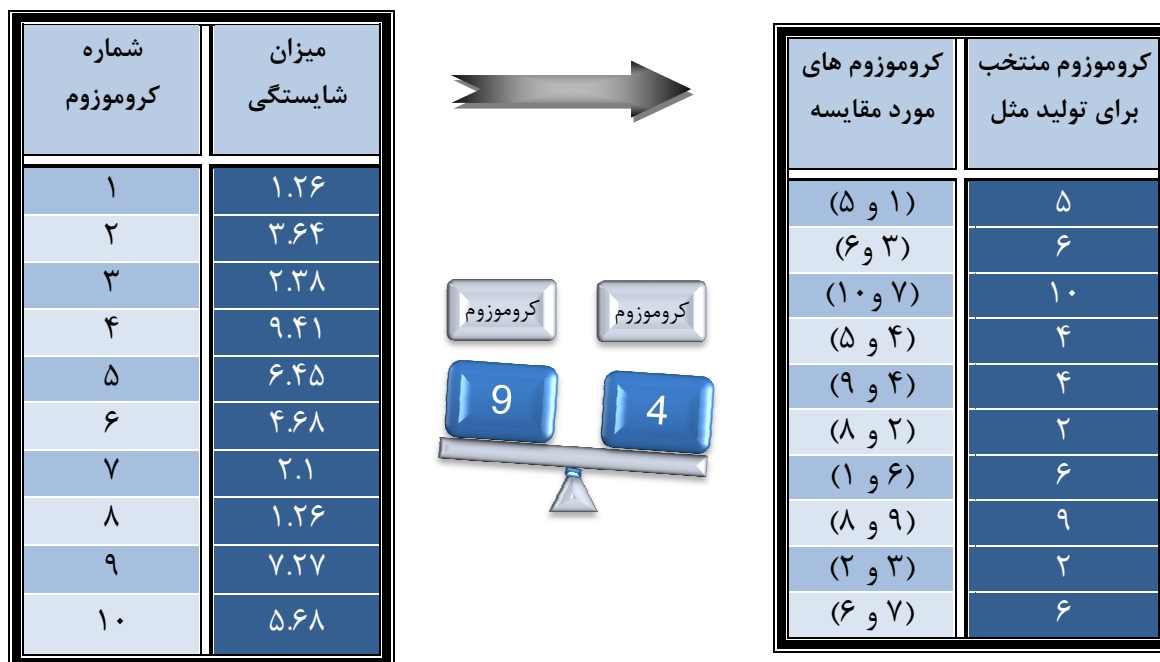 شماره کروموزوم
میزان شایستگی
۱ ۱.۲۶
۲ ۳.۶۴
۳ ۲.۳۸
۴ ۹.۴۱
۵ ۶.۴۵
۶ ۴.۶۸
۷ ۲.۱
۸ ۱.۲۶
۹ ۷.۲۷
۱۰ ۵.۶۸
کروموزوم کروموزوم
9 4
کروموزوم های مورد مقایسه
کروموزوم منتخب برای تولید مثل
(۱ و ۵) ۵
(۳ و۶) ۶
(۷ و۱۰) ۱۰
(۴ و ۵) ۴
(۴ و ۹) ۴
(۲ و ۸) ۲
(۶ و ۱) ۶
(۹ و ۸) ۹
(۳ و ۲) ۲
(۷ و ۶) ۶